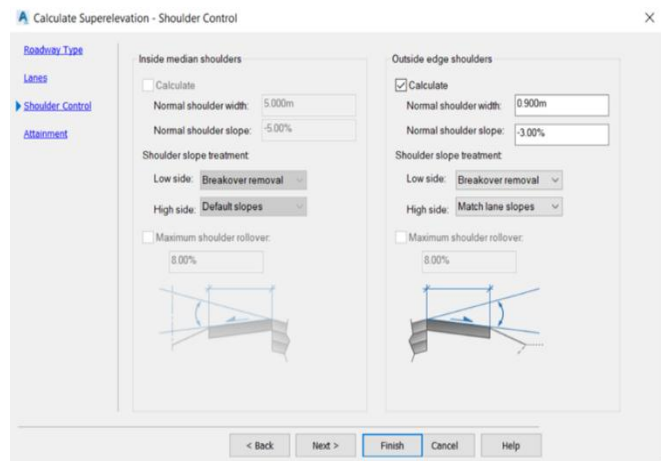 Calculate Superelevation - Shoulder Control
Roadway Type
Lanes
Shoulder Control
Attainment
Inside median shoulders
Calculate
Normal shoulder width: 5.000m
Normal shoulder slope: -5.00%
Shoulder slope treatment
Low side: Breakover removal
High side: Default slopes
Maximum shoulder rollover:
8.00%
Outside edge shoulders
Calculate
Normal shoulder width: 0.900m
Normal shoulder slope: -3.00%
Shoulder slope treatment
Low side: Breakover removal
High side: Match lane slopes
Maximum shoulder rollover:
8.00%
< Back Next > Finish Cancel Help